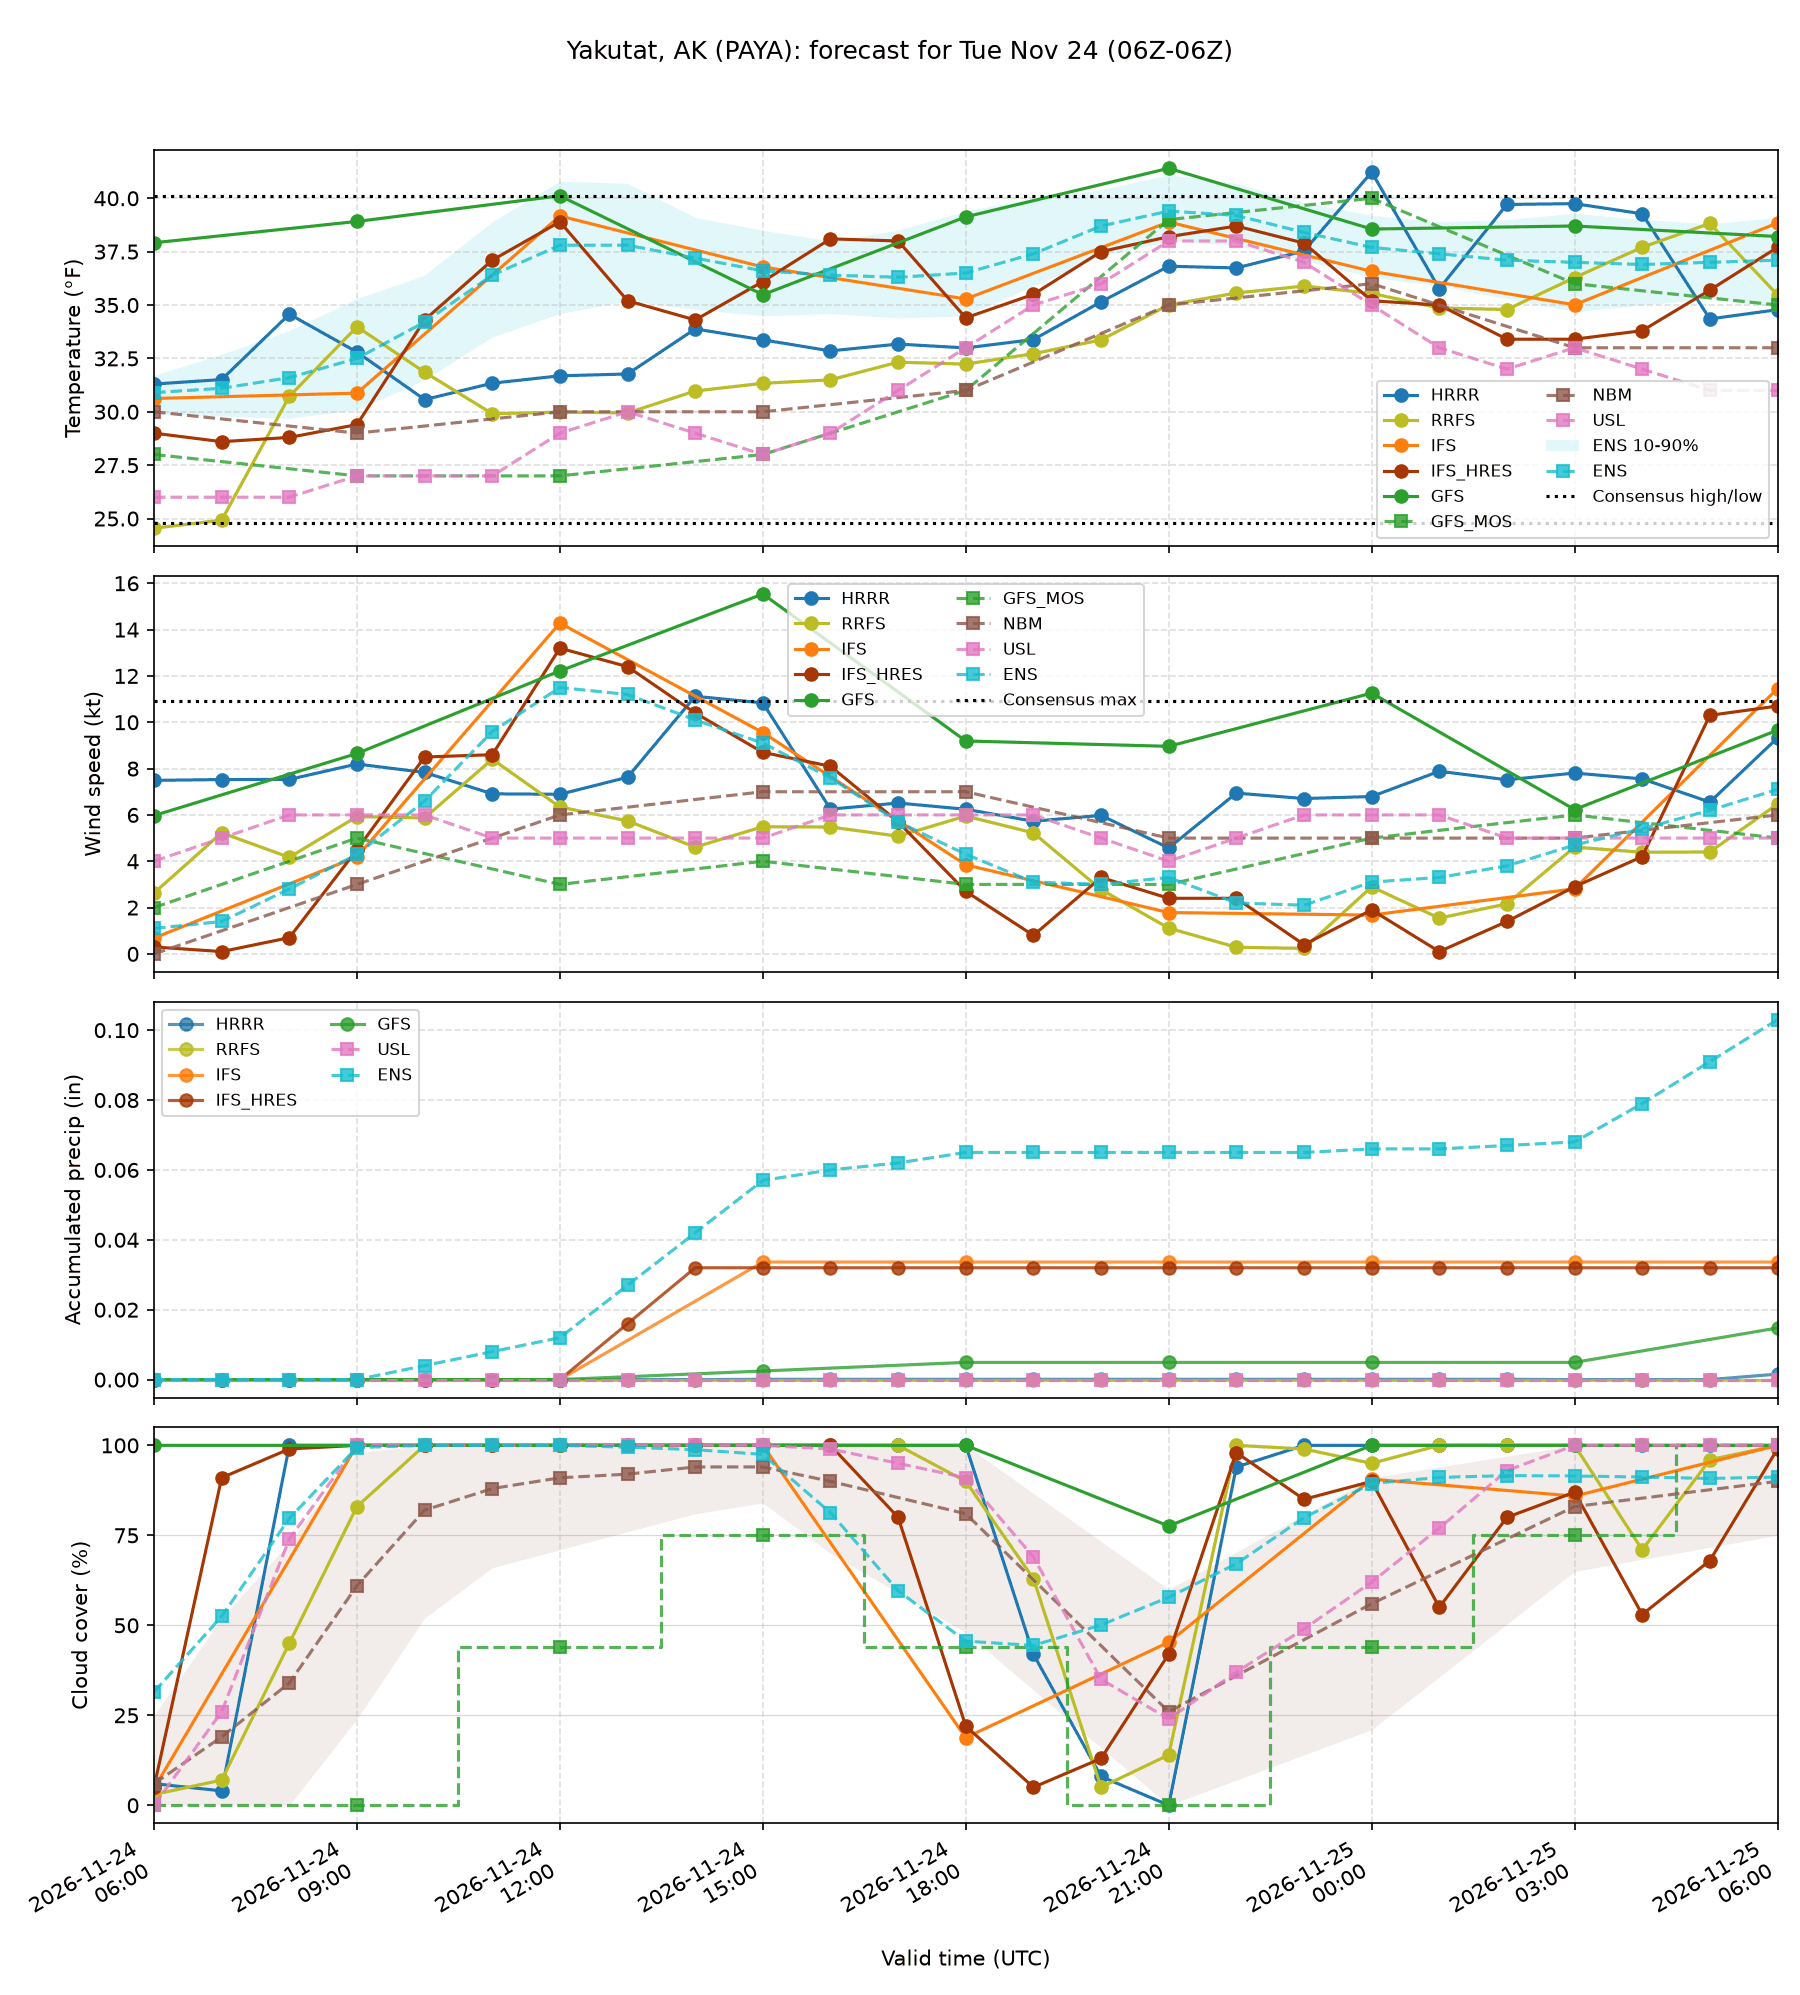 Yakutat, AK (PAYA): forecast for Tue Nov 24 (06Z-06Z)
Temperature (°F)
40.0
37.5
35.0
32.5
30.0
27.5
25.0
HRRR
RRFS
IFS
IFS_HRES
GFS
GFS_MOS
NBM
USL
ENS 10-90%
ENS
Consensus high/low
Wind speed (kt)
16
14
12
10
8
6
4
2
0
HRRR
RRFS
IFS
IFS_HRES
GFS
GFS_MOS
NBM
USL
ENS
Consensus max
Accumulated precip (in)
0.10
0.08
0.06
0.04
0.02
0.00
HRRR
RRFS
IFS
IFS_HRES
GFS
USL
ENS
Cloud cover (%)
100
75
50
25
0
2026-11-24
06:00
2026-11-24
09:00
2026-11-24
12:00
2026-11-24
15:00
2026-11-24
18:00
2026-11-24
21:00
2026-11-25
00:00
2026-11-25
03:00
2026-11-25
06:00
Valid time (UTC)